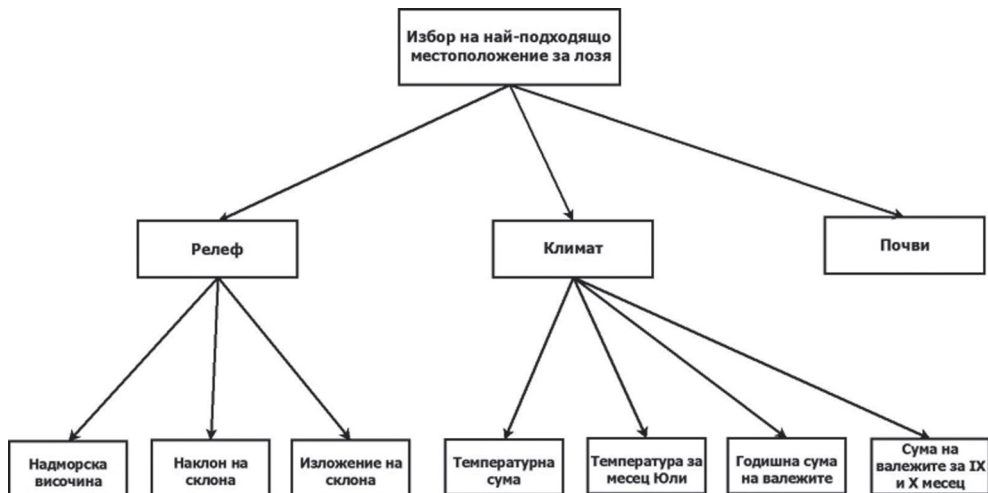 Избор на най-подходящо
местоположение за лозя
Релеф
Климат
Почви
Надморска
височина
Наклон на
склона
Изложение на
склона
Температурна
сума
Температура за
месец Юли
Годишна сума
на валежите
Сума на
валежите за IX
и X месец